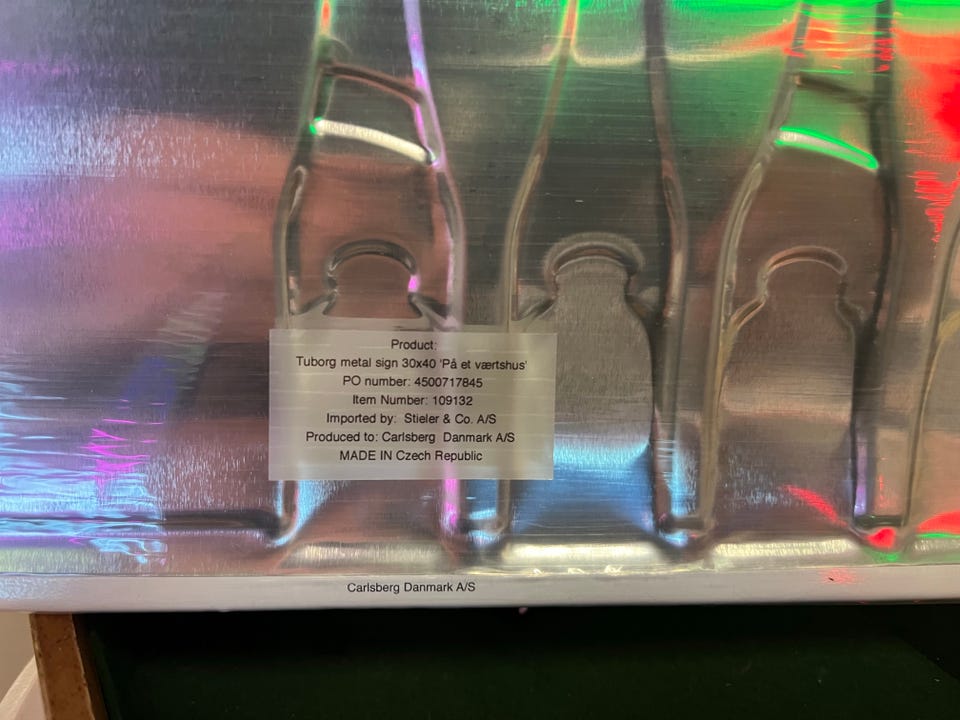 Product:
Tuborg metal sign 30x40 'På et værtshus'
PO number: 4500717845
Item Number: 109132
Imported by: Stieler & Co. A/S
Produced to: Carlsberg Danmark A/S
MADE IN Czech Republic
Carlsberg Danmark A/S